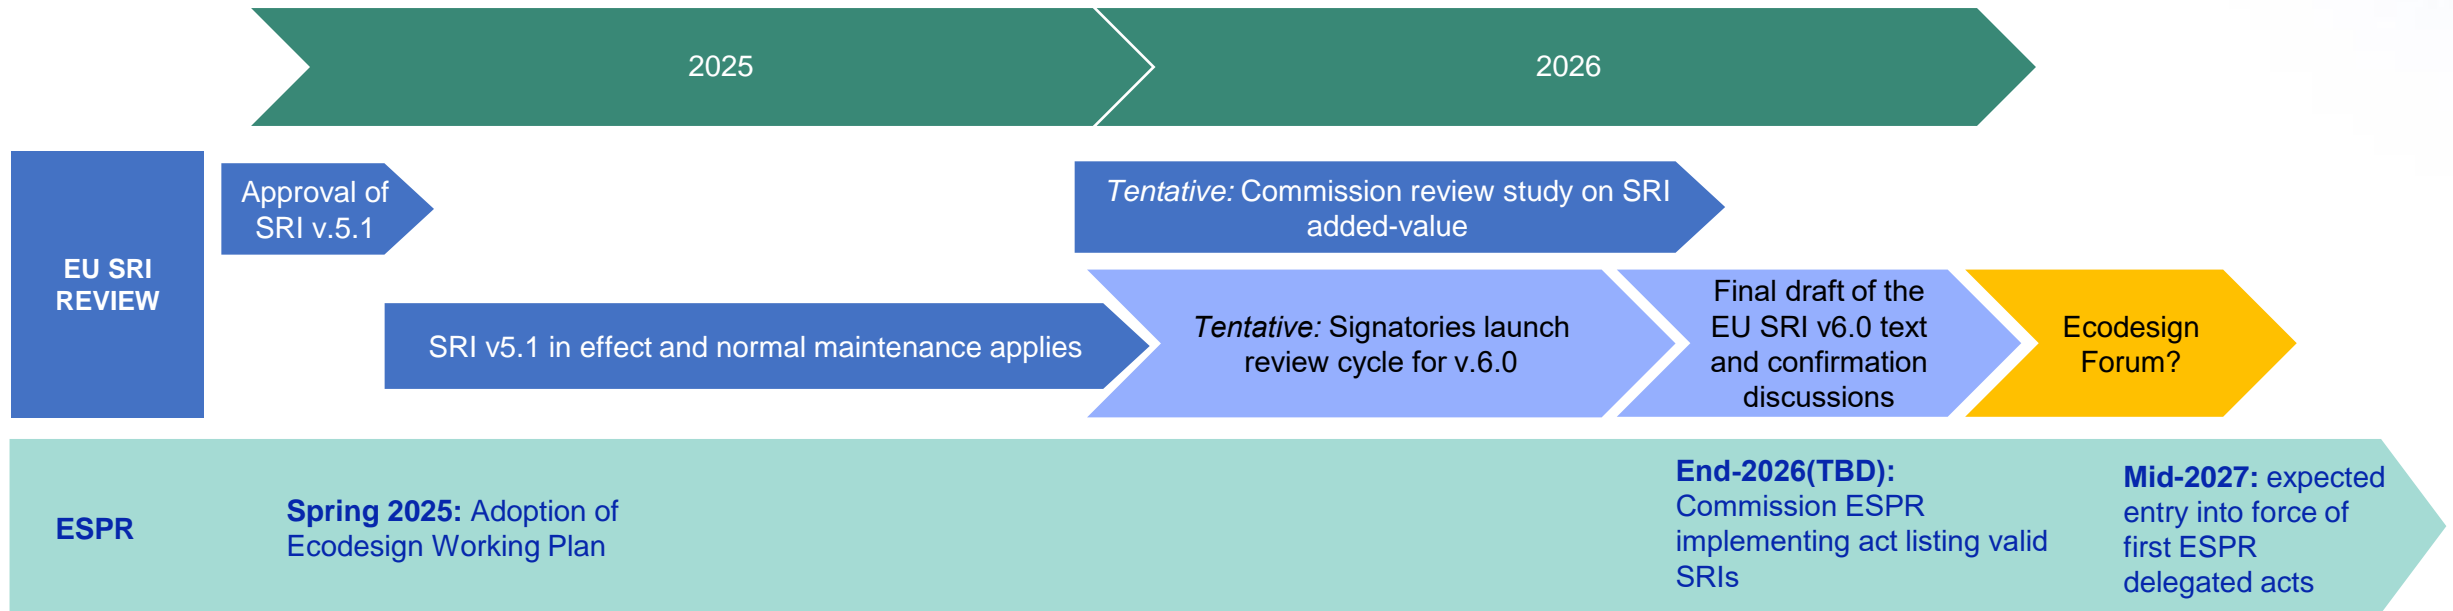 2025
2026
EU SRI
REVIEW
Approval of
SRI v.5.1
Tentative: Commission review study on SRI
added-value
SRI v5.1 in effect and normal maintenance applies
Tentative: Signatories launch
review cycle for v.6.0
Final draft of the
EU SRI v6.0 text
and confirmation
discussions
Ecodesign
Forum?
ESPR
Spring 2025: Adoption of
Ecodesign Working Plan
End-2026(TBD):
Commission ESPR
implementing act listing valid
SRIs
Mid-2027: expected
entry into force of
first ESPR
delegated acts